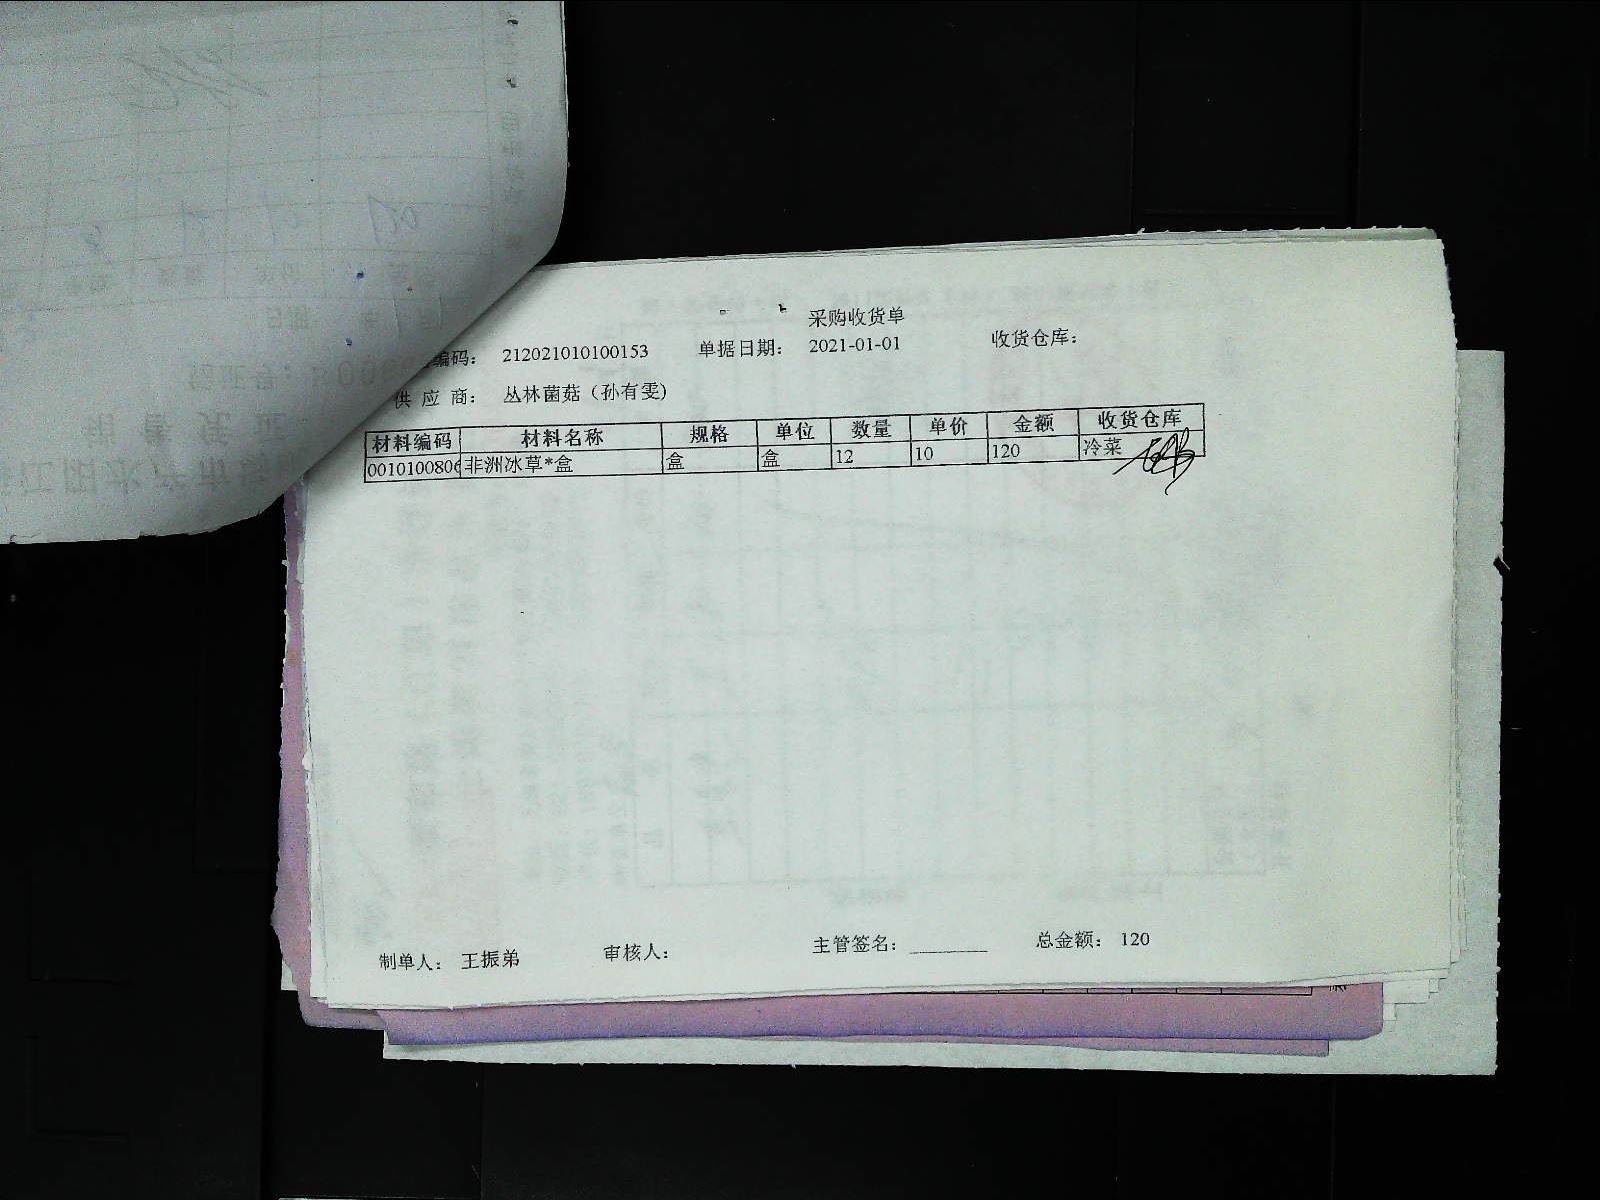 采购收货单
编码： 212021010100153 单据日期： 2021-01-01 收货仓库：
供 应 商： 丛林菌菇（孙有雯)
材料编码 材料名称 规格 单位 数量 单价 金额 收货仓库
0010100806 非洲冰草*盒 盒 盒 12 10 120 冷菜
制单人： 王振弟 审核人： 主管签名： ________ 总金额： 120